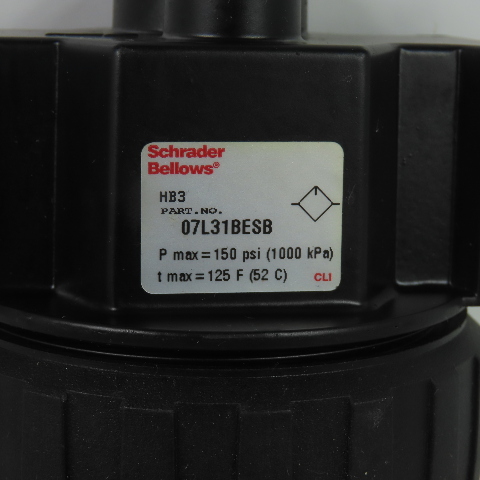 Schrader
Bellows®
HB3
PART.NO.
07L31BESB
P max = 150 psi (1000 kPa)
t max = 125 F (52 C)
CLI